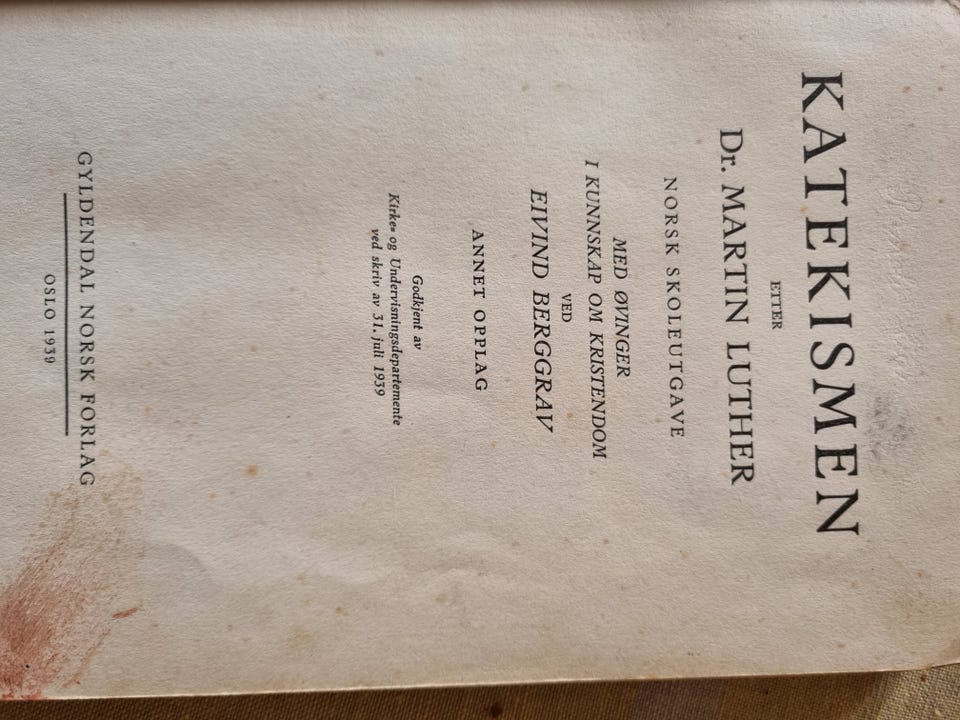 KATEKISMEN
ETTER
Dr. MARTIN LUTHER
NORSK SKOLEUTGAVE
MED ØVINGER
I KUNNSKAP OM KRISTENDOM
VED
EIVIND BERGGRAV
ANNET OPPLAG
Godkjent av
Kirke- og Undervisningsdepartemente
ved skriv av 31. juli 1939
GYLDENDAL NORSK FORLAG
OSLO 1939